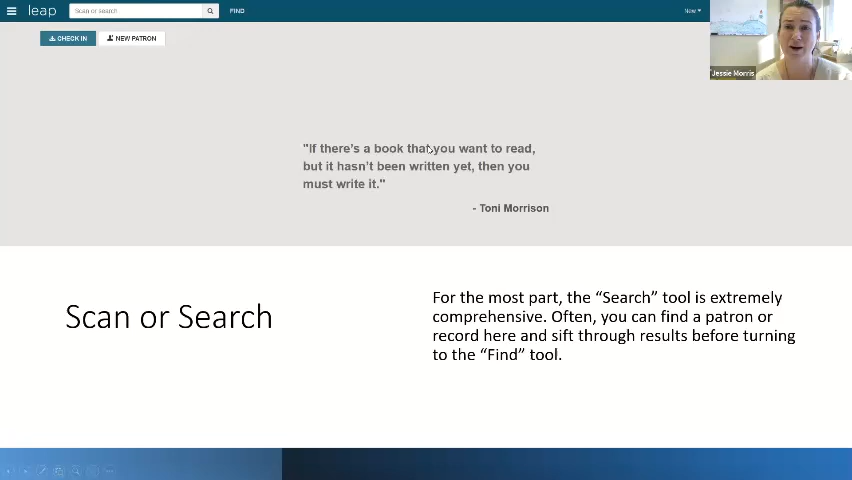 leap
Scan or search
FIND
New
CHECK IN
NEW PATRON
Jessie Morris
"If there's a book that you want to read,
but it hasn't been written yet, then you
must write it."
- Toni Morrison
Scan or Search
For the most part, the “Search” tool is extremely
comprehensive. Often, you can find a patron or
record here and sift through results before turning
to the “Find” tool.